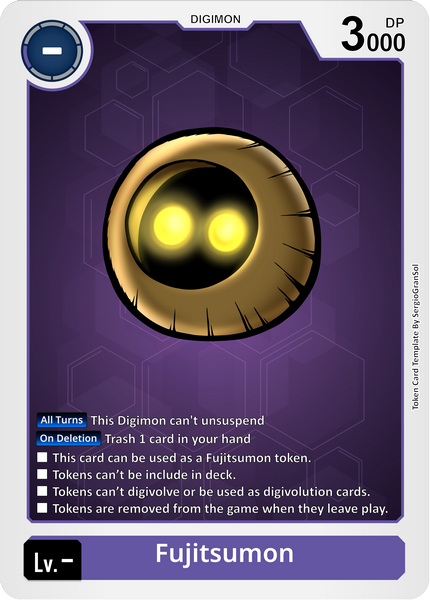 DIGIMON
-
3000
DP
All Turns This Digimon can't unsuspend
On Deletion Trash 1 card in your hand
This card can be used as a Fujitsumon token.
Tokens can't be include in deck.
Tokens can't digivolve or be used as digivolution cards.
Tokens are removed from the game when they leave play.
Token Card Template By SergioGranSol
Lv.-
Fujitsumon